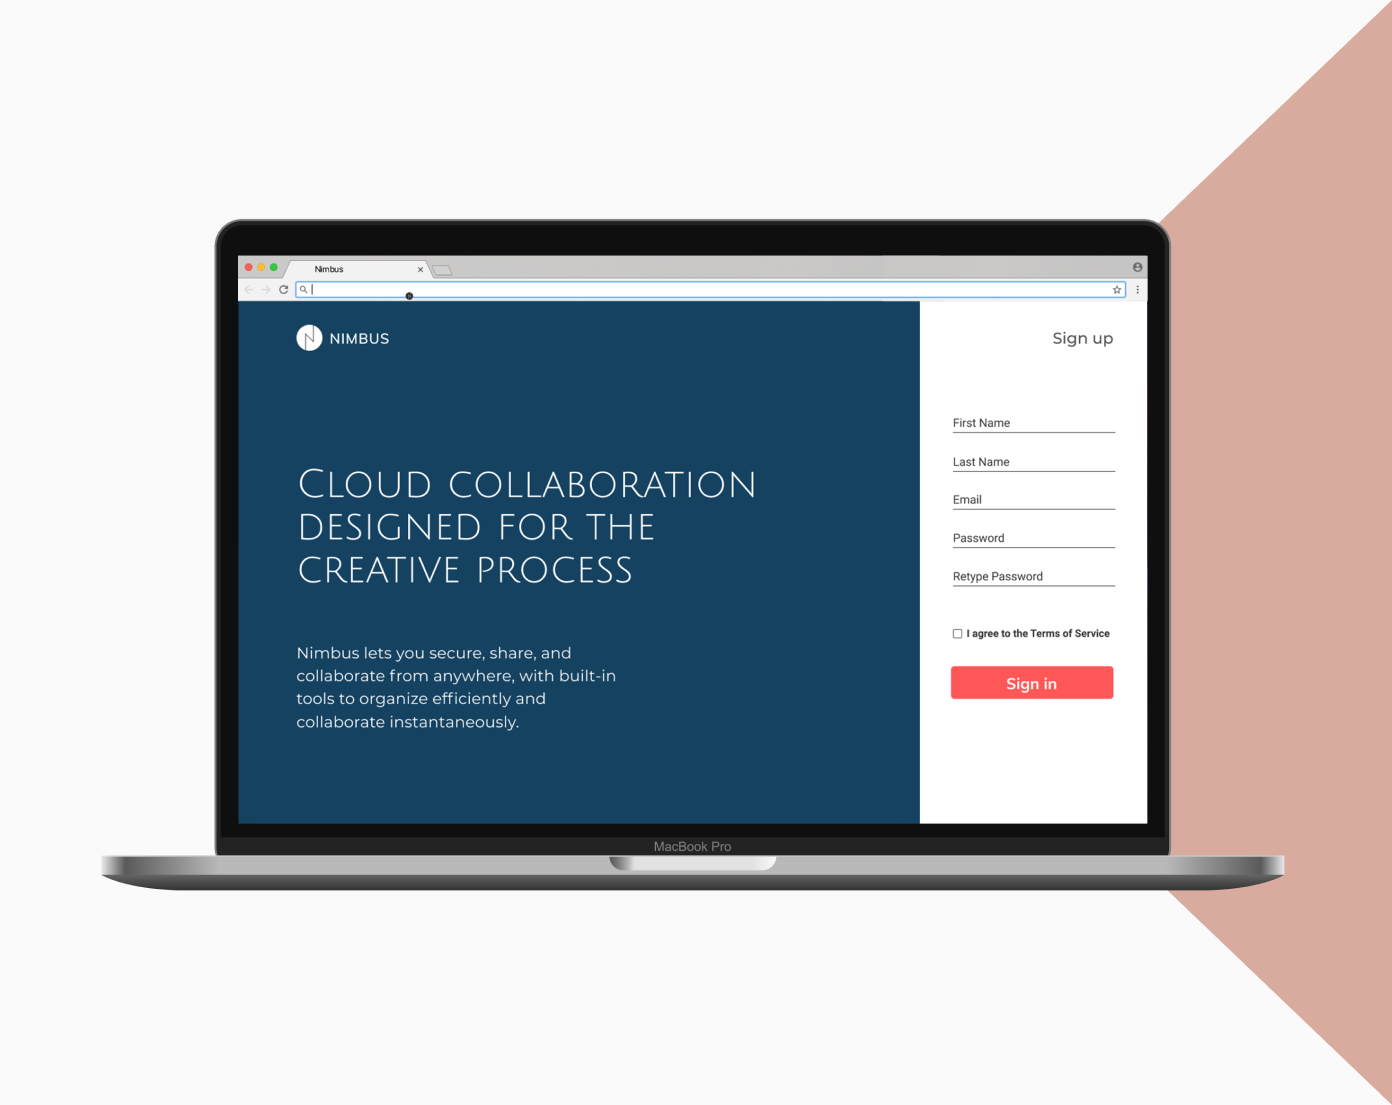 Nimbus
NIMBUS
Sign up
CLOUD COLLABORATION
DESIGNED FOR THE
CREATIVE PROCESS
Nimbus lets you secure, share, and
collaborate from anywhere, with built-in
tools to organize efficiently and
collaborate instantaneously.
First Name
Last Name
Email
Password
Retype Password
I agree to the Terms of Service
Sign in
MacBook Pro